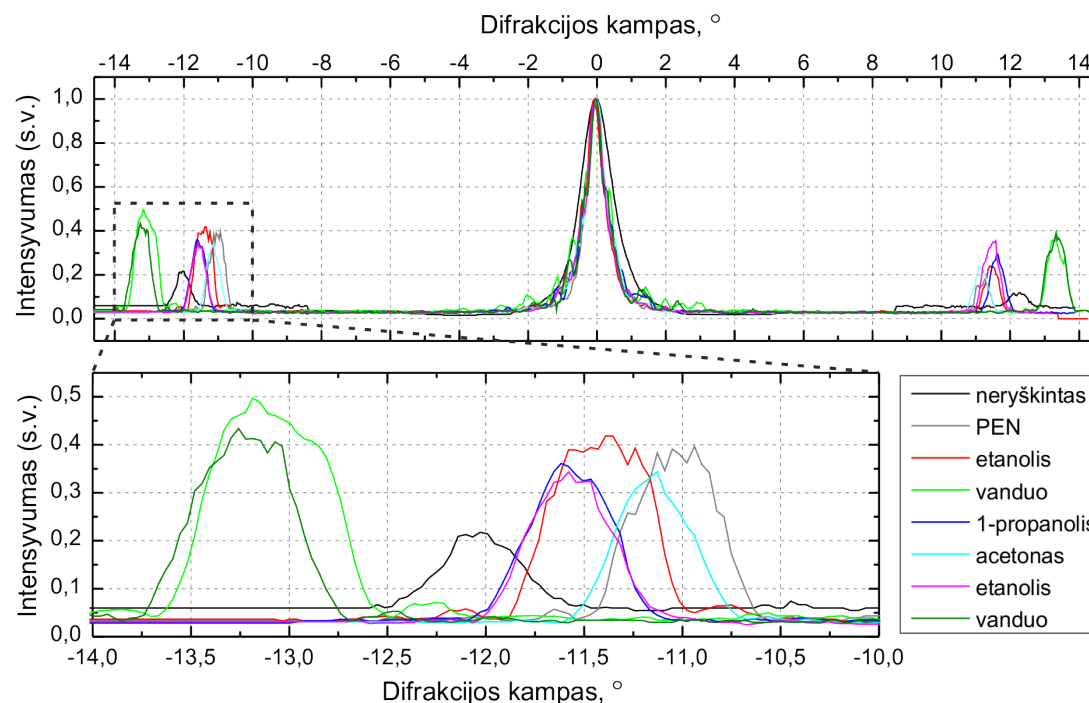 Difrakcijos kampas, °
-14 -12 -10 -8 -6 -4 -2 0 2 4 6 8 10 12 14
Intensyvumas (s.v.)
1,0
0,8
0,6
0,4
0,2
0,0
Intensyvumas (s.v.)
0,5
0,4
0,3
0,2
0,1
0,0
-14,0 -13,5 -13,0 -12,5 -12,0 -11,5 -11,0 -10,5 -10,0
Difrakcijos kampas, °
neryškintas
PEN
etanolis
vanduo
1-propanolis
acetonas
etanolis
vanduo